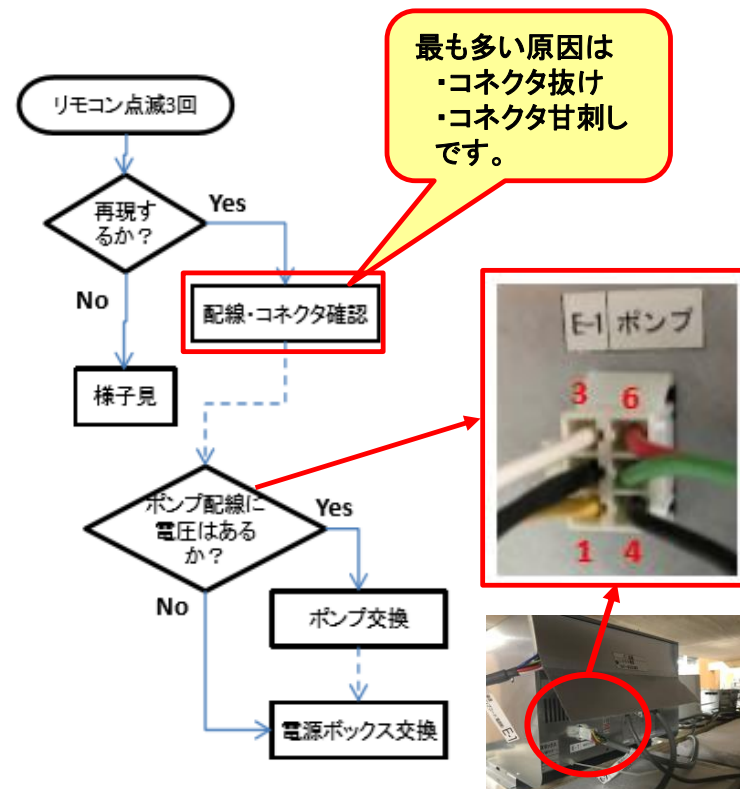 最も多い原因は
・コネクタ抜け
・コネクタ甘刺し
です。
リモコン点滅3回
再現す
るか？
Yes
No
配線・コネクタ確認
様子見
ポンプ配線に
電圧はある
か？
Yes
No
ポンプ交換
電源ボックス交換
E-1 ポンプ
3 6
1 4
E-1